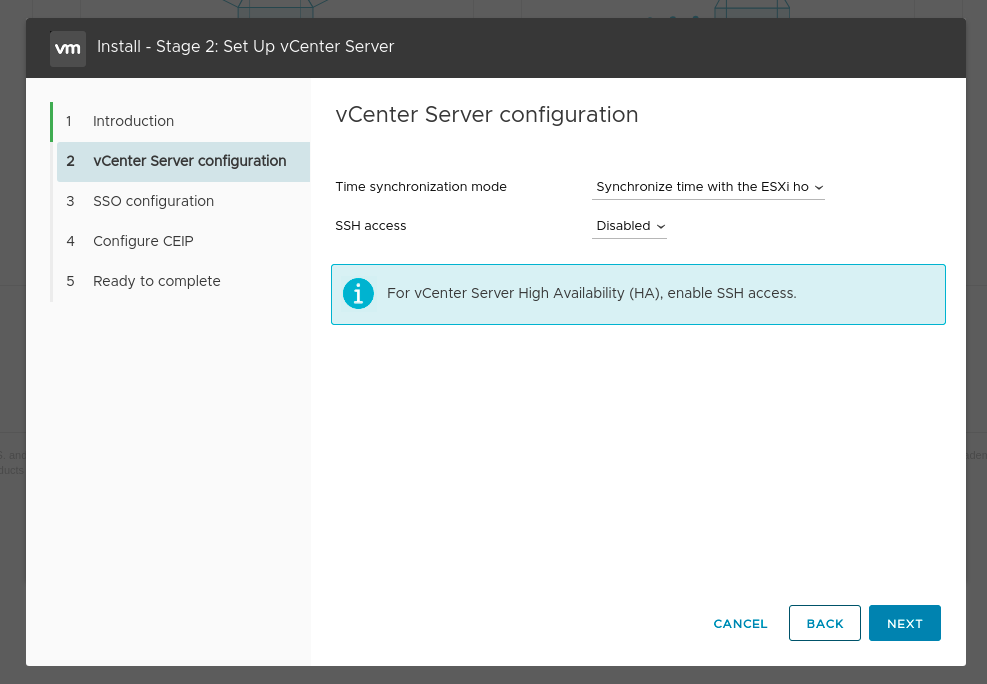 vm Install - Stage 2: Set Up vCenter Server
1 Introduction
2 vCenter Server configuration
3 SSO configuration
4 Configure CEIP
5 Ready to complete
vCenter Server configuration
Time synchronization mode Synchronize time with the ESXi ho
SSH access Disabled
For vCenter Server High Availability (HA), enable SSH access.
CANCEL BACK NEXT